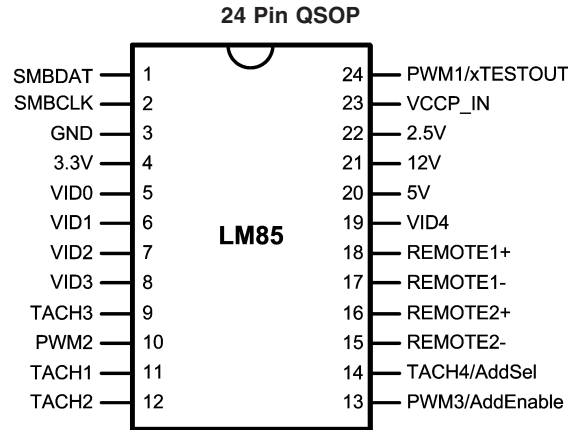 24 Pin QSOP
SMBDAT 1 24 PWM1/xTESTOUT
SMBCLK 2 23 VCCP_IN
GND 3 22 2.5V
3.3V 4 21 12V
VID0 5 20 5V
VID1 6 19 VID4
LM85
VID2 7 18 REMOTE1+
VID3 8 17 REMOTE1-
TACH3 9 16 REMOTE2+
PWM2 10 15 REMOTE2-
TACH1 11 14 TACH4/AddSel
TACH2 12 13 PWM3/AddEnable